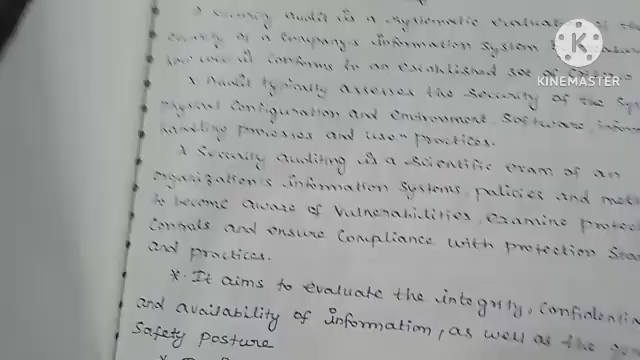 A security audit is a systematic evaluation of the
security of a Company's information system by
how well it conforms to an established set of
* Audit typically assesses the security of the
physical Configuration and environment, software,
handling processes and user practices.
* Security auditing is a scientific exam of an
organization's information systems, policies and
to become aware of vulnerabilities, examine
controls and ensure compliance with protection
and practices.
* It aims to evaluate the integrity,
and availability of information, as well as the
safety posture
K
KINEMASTER